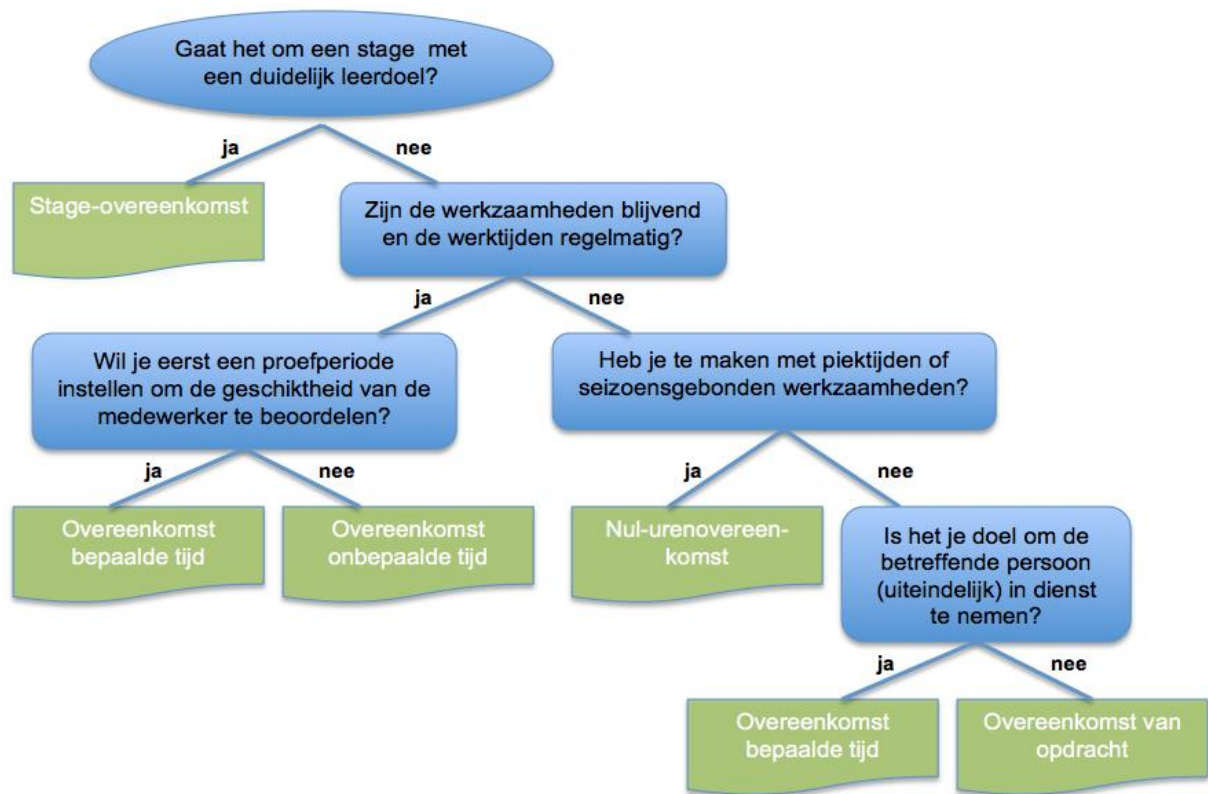 Gaat het om een stage met
een duidelijk leerdoel?
ja
nee
Stage-overeenkomst
Zijn de werkzaamheden blijvend
en de werktijden regelmatig?
ja
nee
Wil je eerst een proefperiode
instellen om de geschiktheid van de
medewerker te beoordelen?
Heb je te maken met piektijden of
seizoensgebonden werkzaamheden?
ja
nee
ja
nee
Overeenkomst
bepaalde tijd
Overeenkomst
onbepaalde tijd
Nul-urenovereen-
komst
Is het je doel om de
betreffende persoon
(uiteindelijk) in dienst
te nemen?
ja
nee
Overeenkomst
bepaalde tijd
Overeenkomst van
opdracht